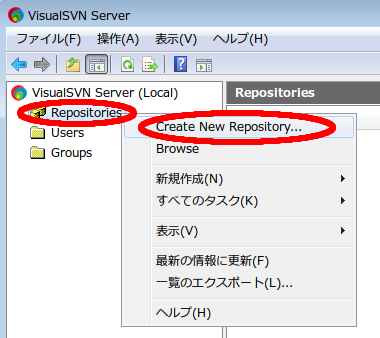 VisualSVN Server
ファイル(F) 操作(A) 表示(V) ヘルプ(H)
VisualSVN Server (Local)
Repositories
Users
Groups
Repositories
Create New Repository...
Browse
新規作成(N)
すべてのタスク(K)
表示(V)
最新の情報に更新(F)
一覧のエクスポート(L)...
ヘルプ(H)